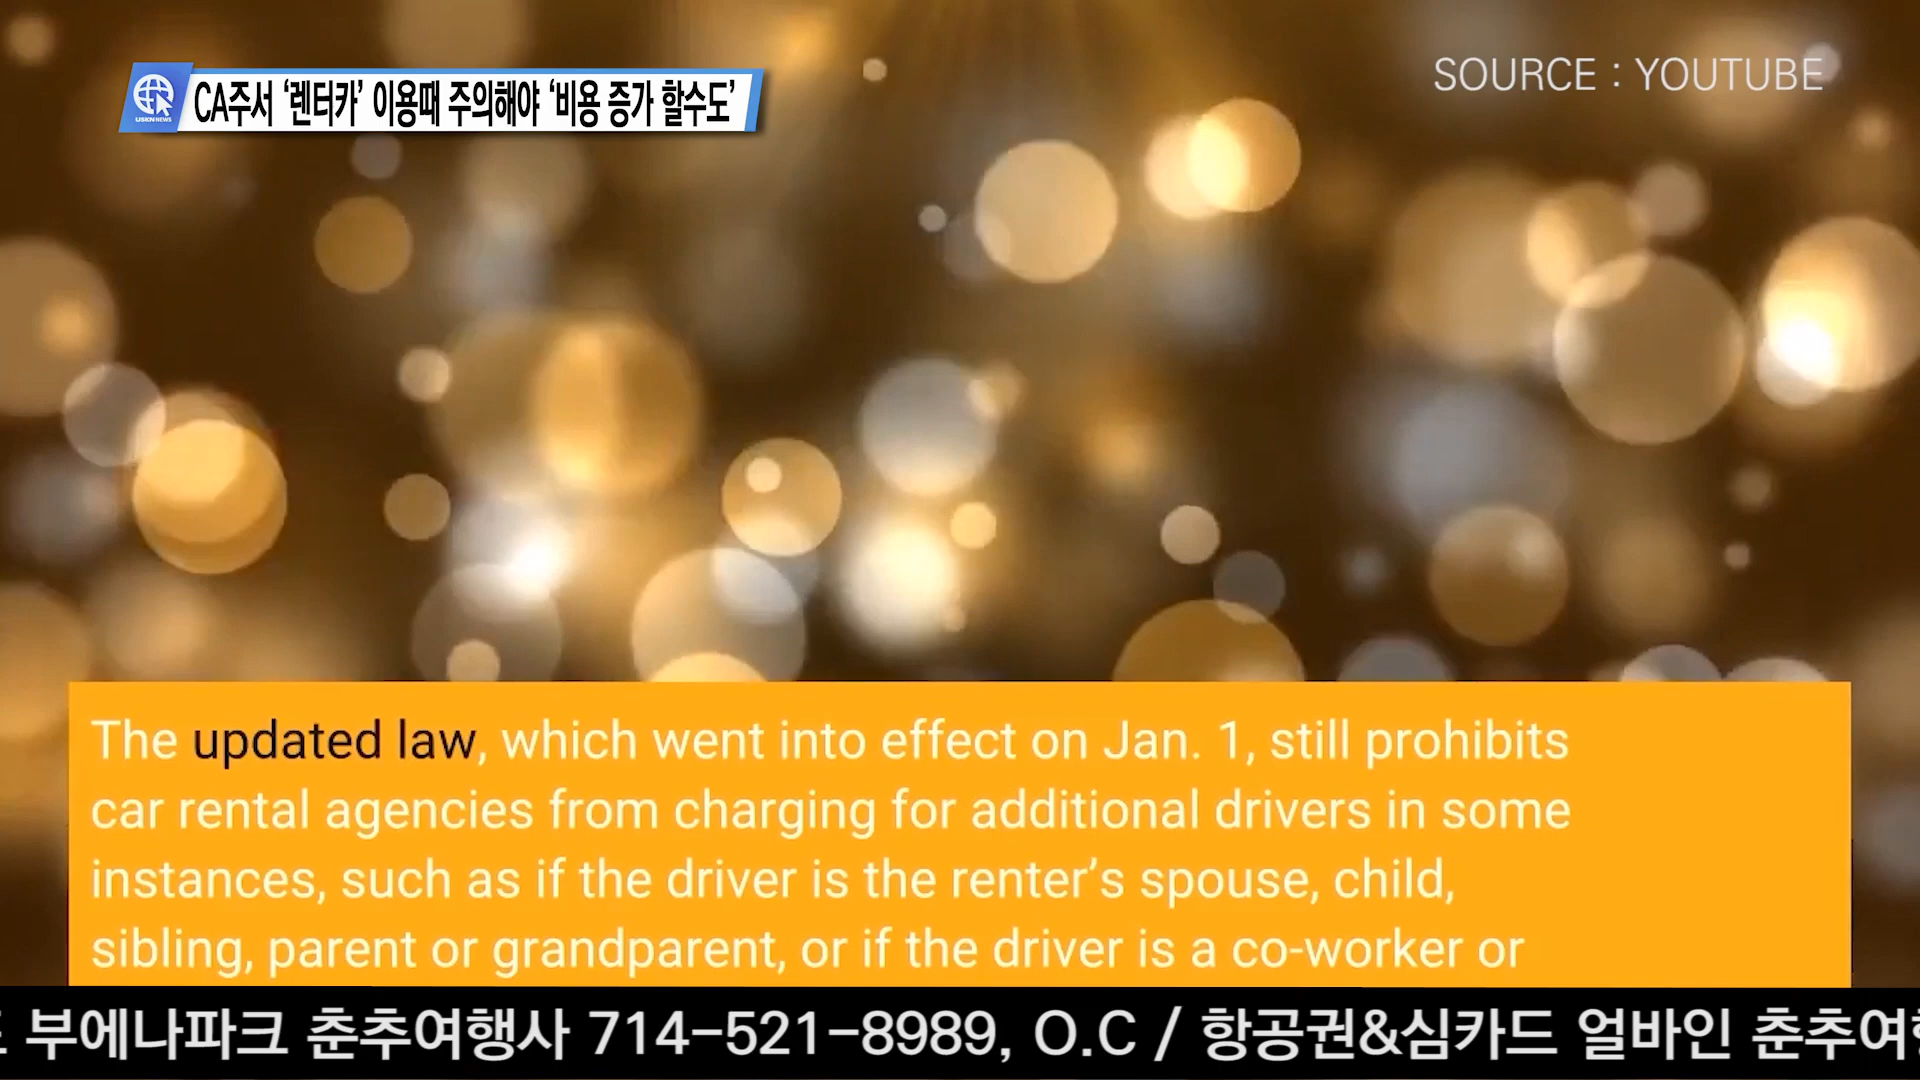 CA주서 ‘렌터카’ 이용때 주의해야 ‘비용 증가 할수도’
USKN NEWS
SOURCE : YOUTUBE
The updated law, which went into effect on Jan. 1, still prohibits
car rental agencies from charging for additional drivers in some
instances, such as if the driver is the renter’s spouse, child,
sibling, parent or grandparent, or if the driver is a co-worker or
부에나파크 춘추여행사 714-521-8989, O.C / 항공권&심카드 얼바인 춘추여